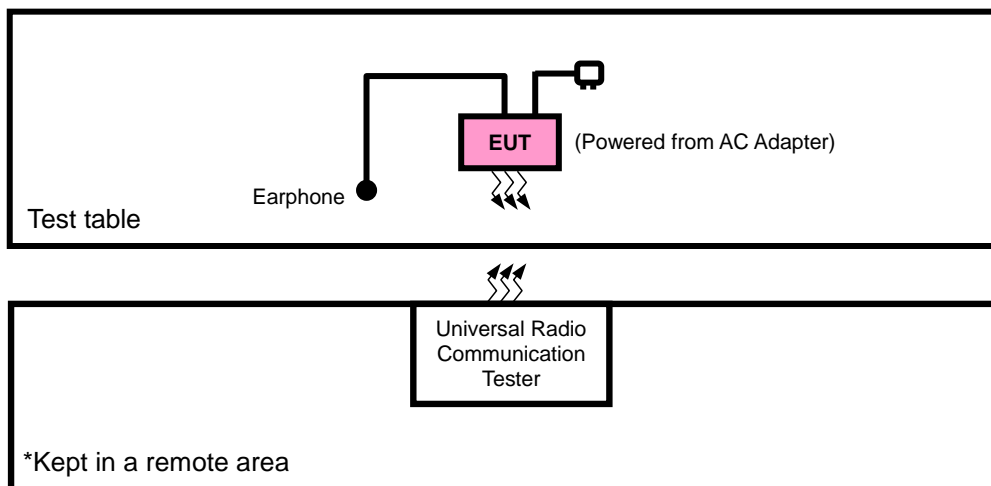 EUT
(Powered from AC Adapter)
Earphone
Test table
Universal Radio
Communication
Tester
*Kept in a remote area